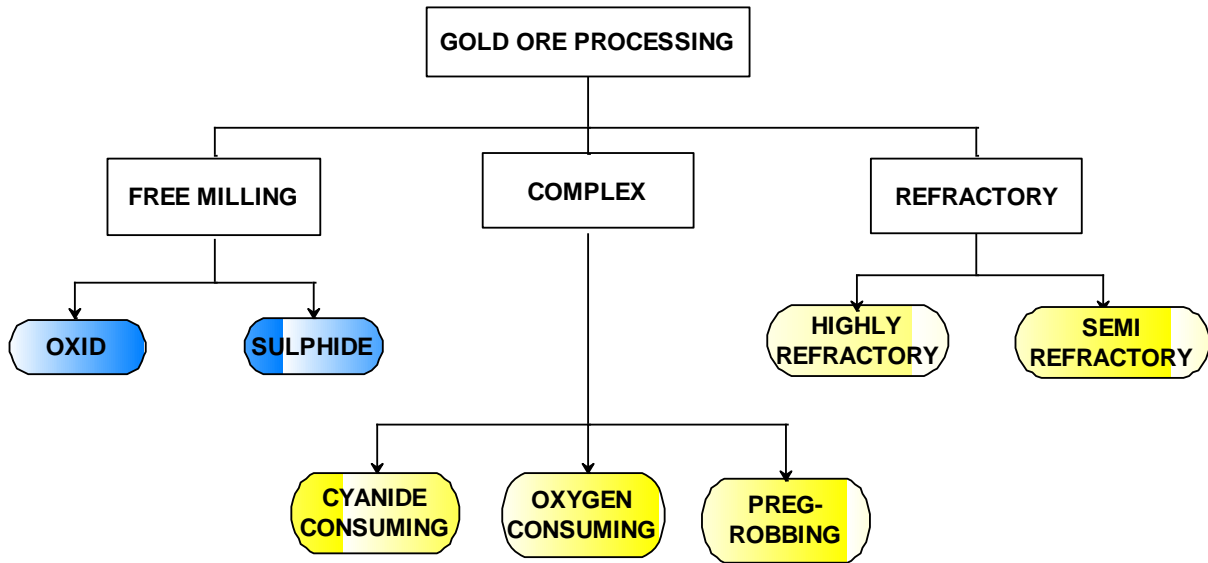 GOLD ORE PROCESSING
FREE MILLING
COMPLEX
REFRACTORY
OXID
SULPHIDE
HIGHLY
REFRACTORY
SEMI
REFRACTORY
CYANIDE
CONSUMING
OXYGEN
CONSUMING
PREG-
ROBBING